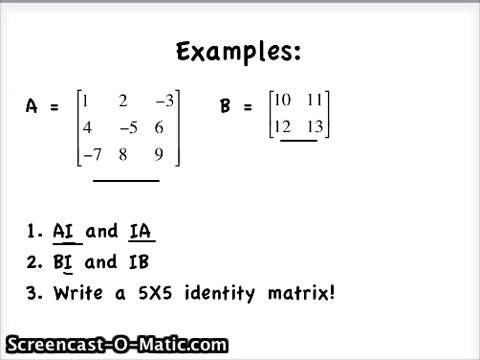 Examples:
A = [1 2 −3
4 −5 6
−7 8 9]
B = [10 11
12 13]
1. AI and IA
2. BI and IB
3. Write a 5X5 identity matrix!
Screencast-O-Matic.com